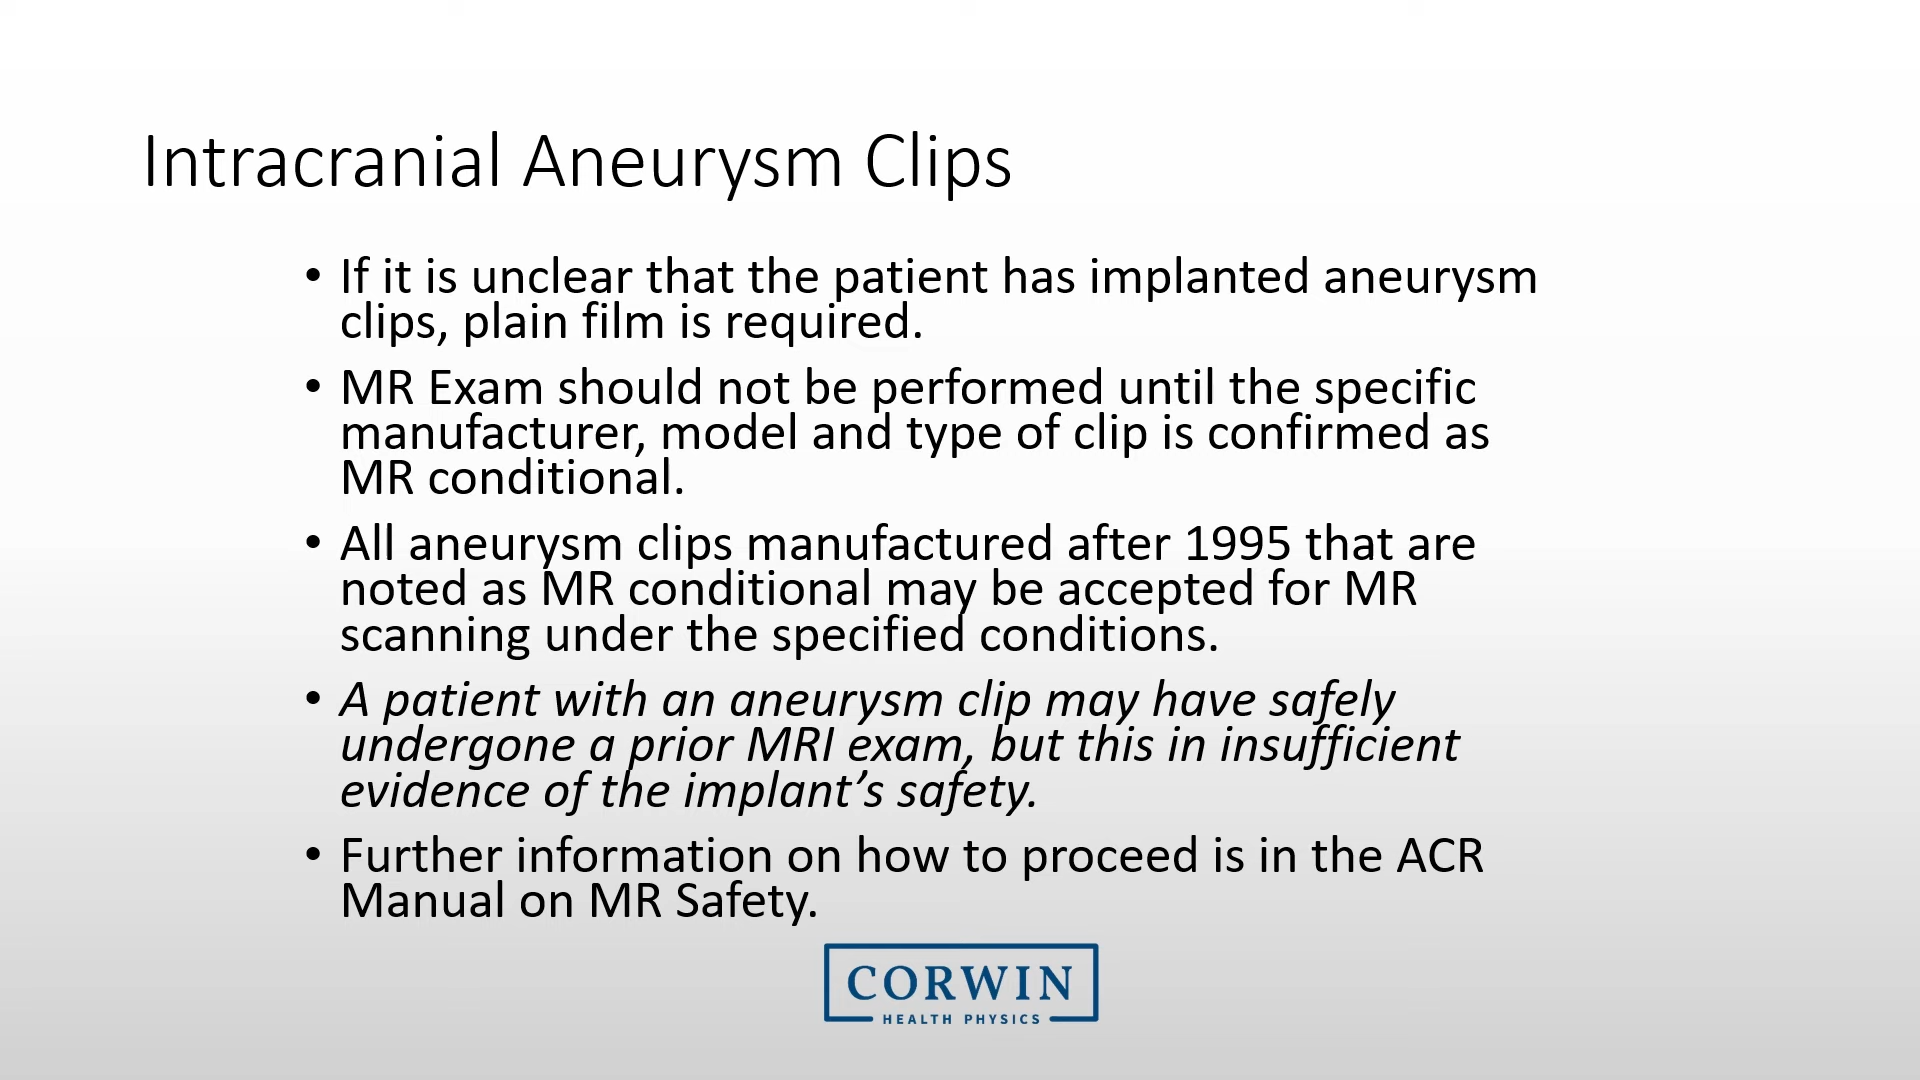 Intracranial Aneurysm Clips
• If it is unclear that the patient has implanted aneurysm
clips, plain film is required.
• MR Exam should not be performed until the specific
manufacturer, model and type of clip is confirmed as
MR conditional.
• All aneurysm clips manufactured after 1995 that are
noted as MR conditional may be accepted for MR
scanning under the specified conditions.
• A patient with an aneurysm clip may have safely
undergone a prior MRI exam, but this in insufficient
evidence of the implant’s safety.
• Further information on how to proceed is in the ACR
Manual on MR Safety.
CORWIN
HEALTH PHYSICS